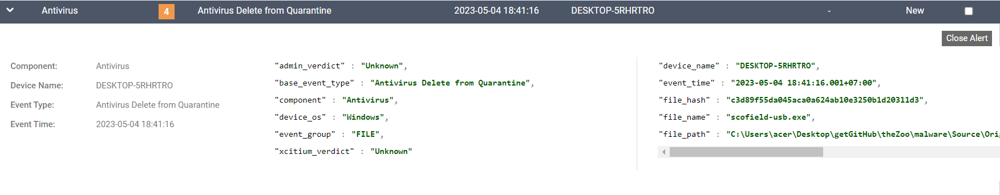 Antivirus 4 Antivirus Delete from Quarantine 2023-05-04 18:41:16 DESKTOP-5RHRTRO - New
Close Alert
Component: Antivirus
Device Name: DESKTOP-5RHRTRO
Event Type: Antivirus Delete from Quarantine
Event Time: 2023-05-04 18:41:16
"admin_verdict" : "Unknown",
"base_event_type" : "Antivirus Delete from Quarantine",
"component" : "Antivirus",
"device_os" : "Windows",
"event_group" : "FILE",
"xcitium_verdict" : "Unknown"
"device_name" : "DESKTOP-5RHRTRO",
"event_time" : "2023-05-04 18:41:16.001+07:00",
"file_hash" : "c3d89f55da045aca0a624ab10e3250b1d20311d3",
"file_name" : "scofield-usb.exe",
"file_path" : "C:\Users\acer\Desktop\getGitHub\theZoo\malware\Source\Orig